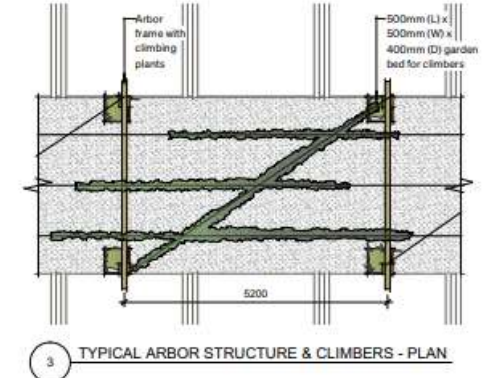 Arbor
frame with
climbing
plants
500mm (L) x
500mm (W) x
400mm (D) garden
bed for climbers
5200
3
TYPICAL ARBOR STRUCTURE & CLIMBERS - PLAN